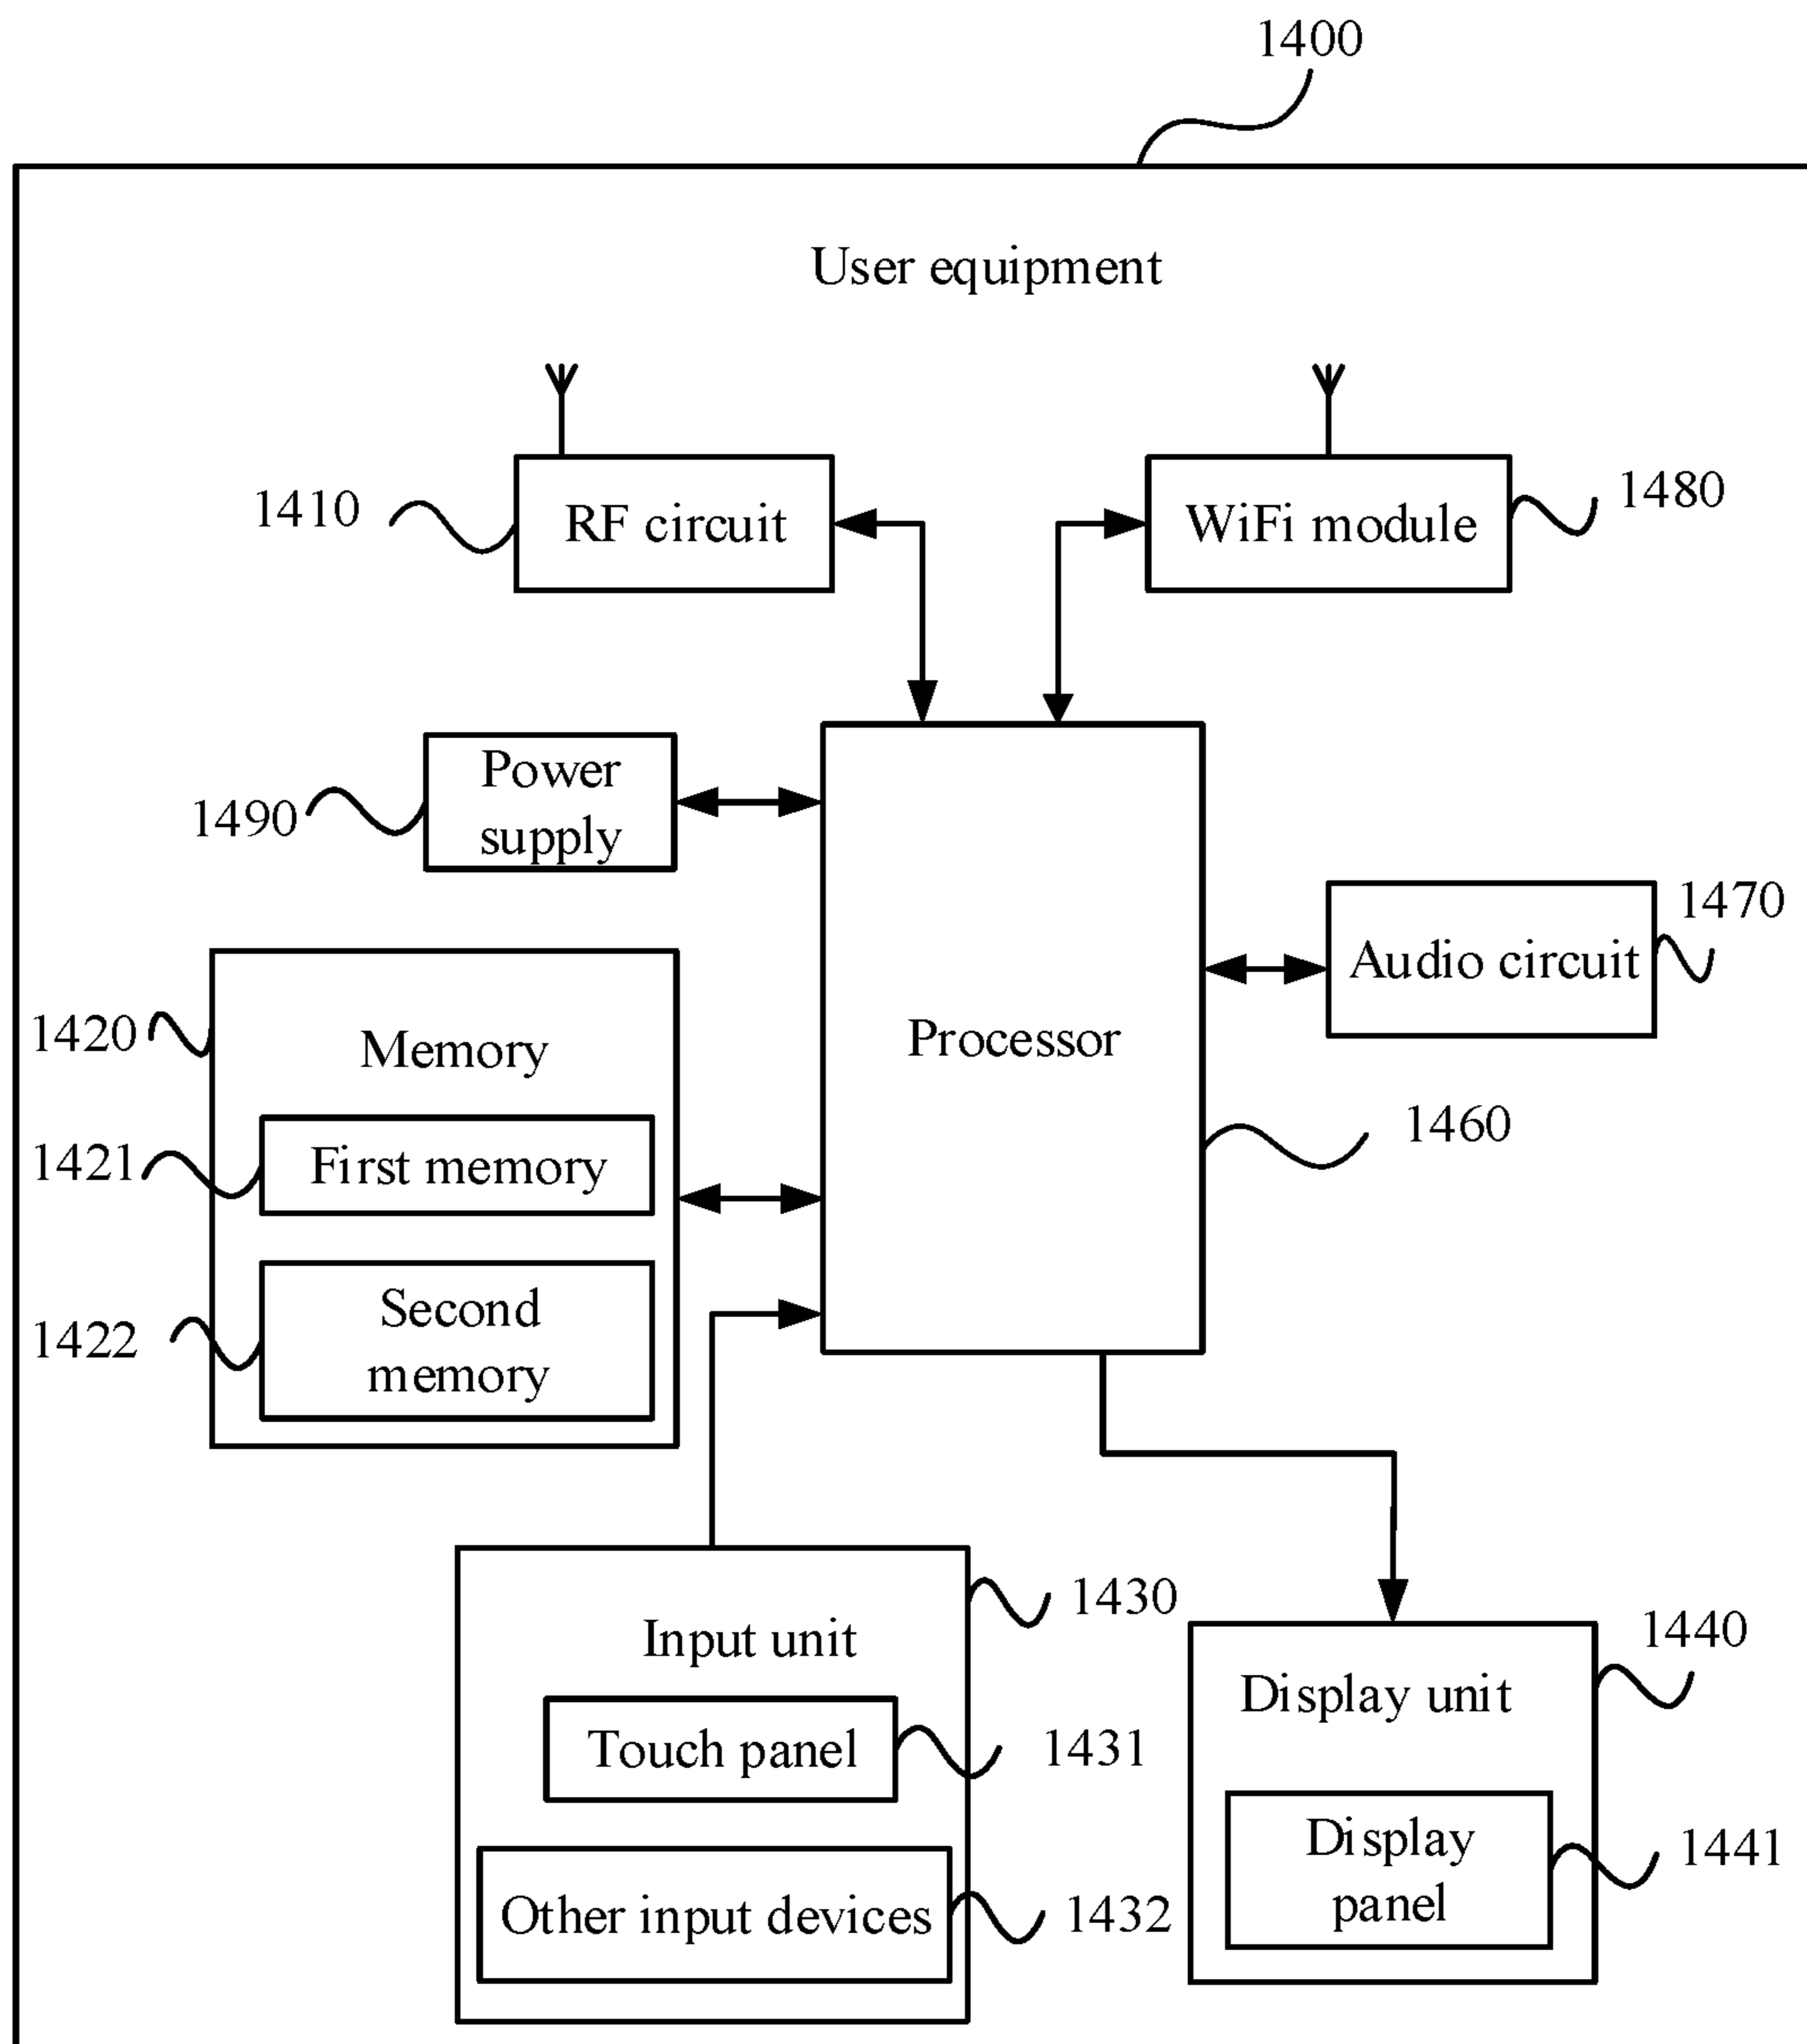 1400
User equipment
1410
RF circuit
WiFi module
1480
Power
supply
1490
1470
Audio circuit
1420
Memory
Processor
1421
First memory
1460
1422
Second
memory
1430
Input unit
1440
Display unit
Touch panel
1431
Display
panel
1441
Other input devices
1432